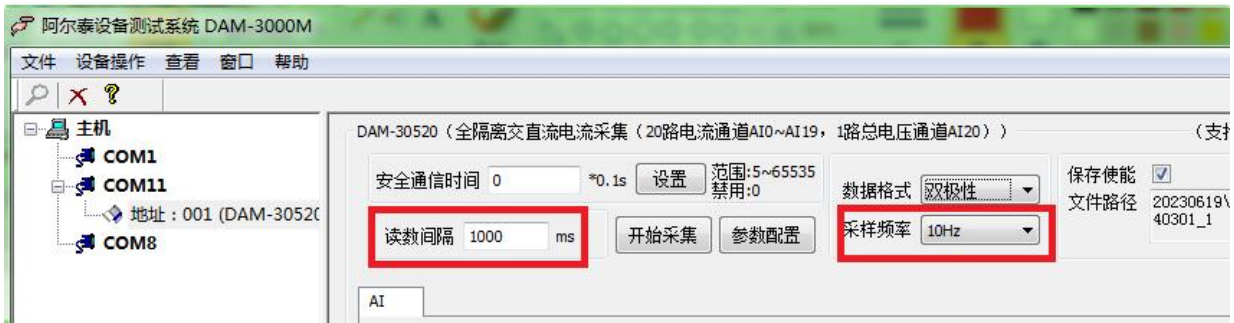 阿尔泰设备测试系统 DAM-3000M
文件 设备操作 查看 窗口 帮助
主机
COM1
COM11
地址：001 (DAM-30520
COM8
DAM-30520（全隔离交直流电流采集（20路电流通道AI0~AI19，1路总电压通道AI20））
（支持
安全通信时间 0 *0.1s 设置 范围:5~65535
禁用:0
读数间隔 1000 ms 开始采集 参数配置
数据格式 双极性
采样频率 10Hz
保存使能
文件路径 20230619\
40301_1
AI